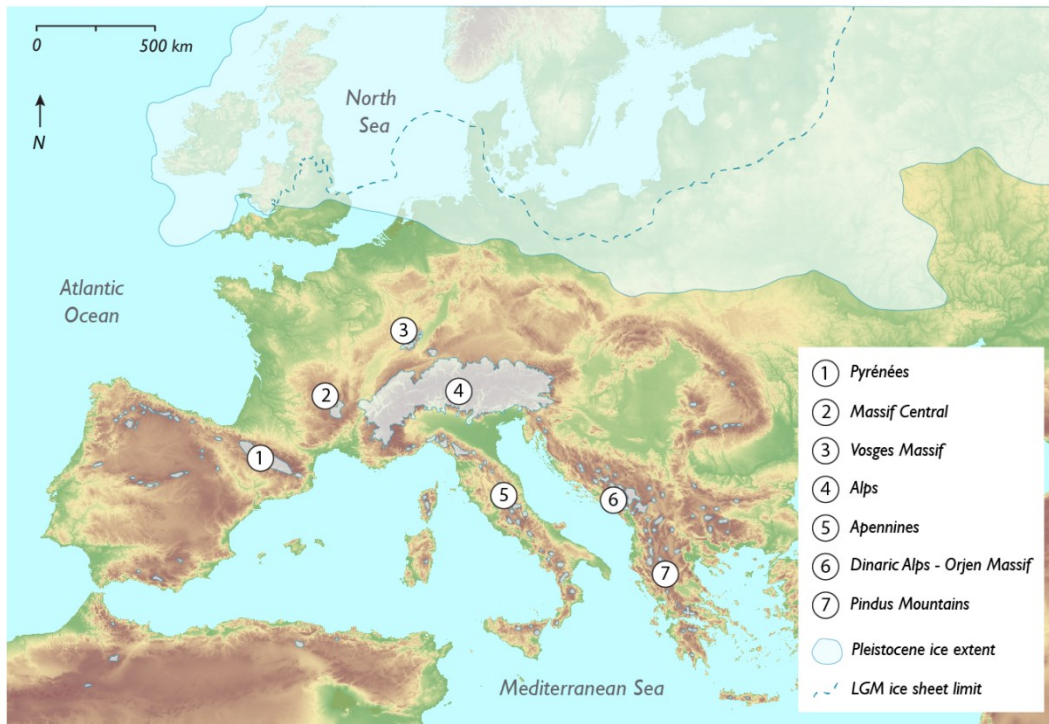 0 500 km
N
North
Sea
Atlantic
Ocean
3
2
4
1
5
6
7
Mediterranean Sea
1 Pyrénées
2 Massif Central
3 Vosges Massif
4 Alps
5 Apennines
6 Dinaric Alps - Orjen Massif
7 Pindus Mountains
Pleistocene ice extent
LGM ice sheet limit